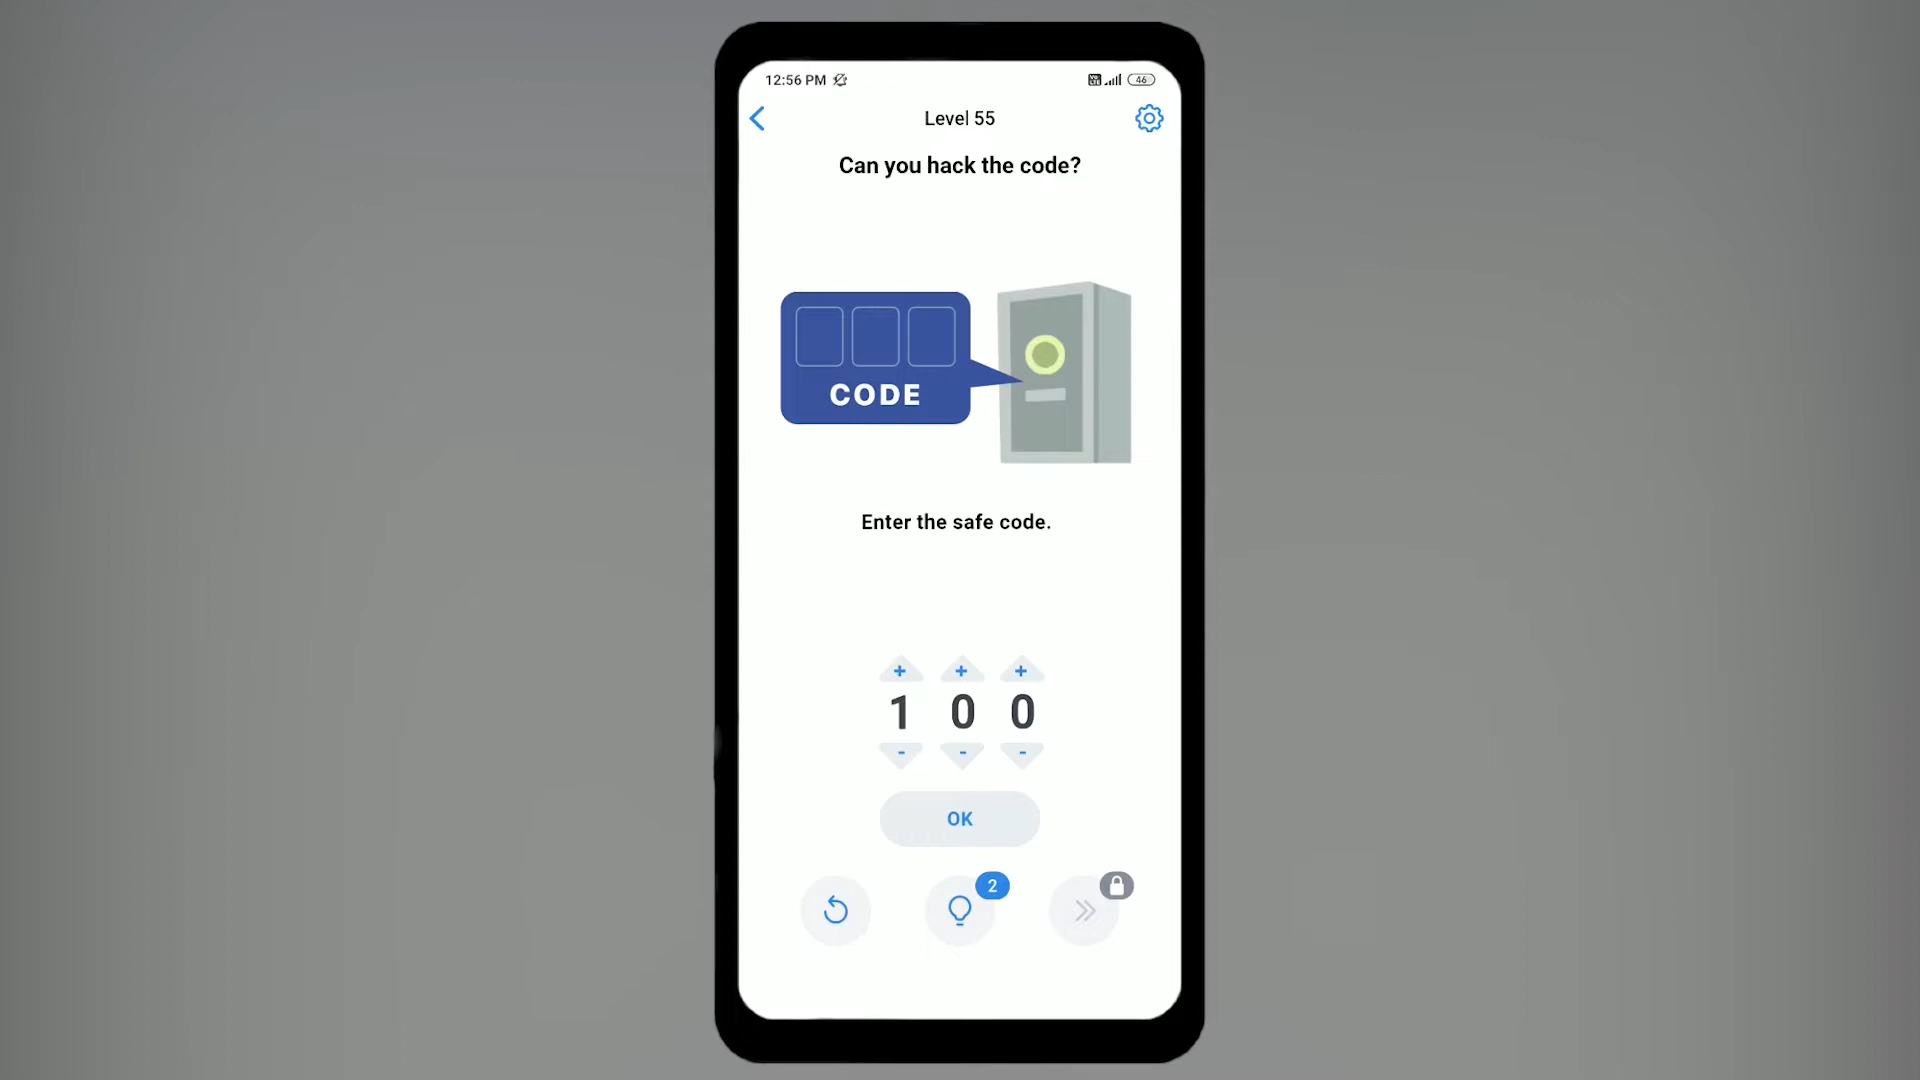 12:56 PM
46
Level 55
Can you hack the code?
CODE
Enter the safe code.
+ + +
1 0 0
- - -
OK
2